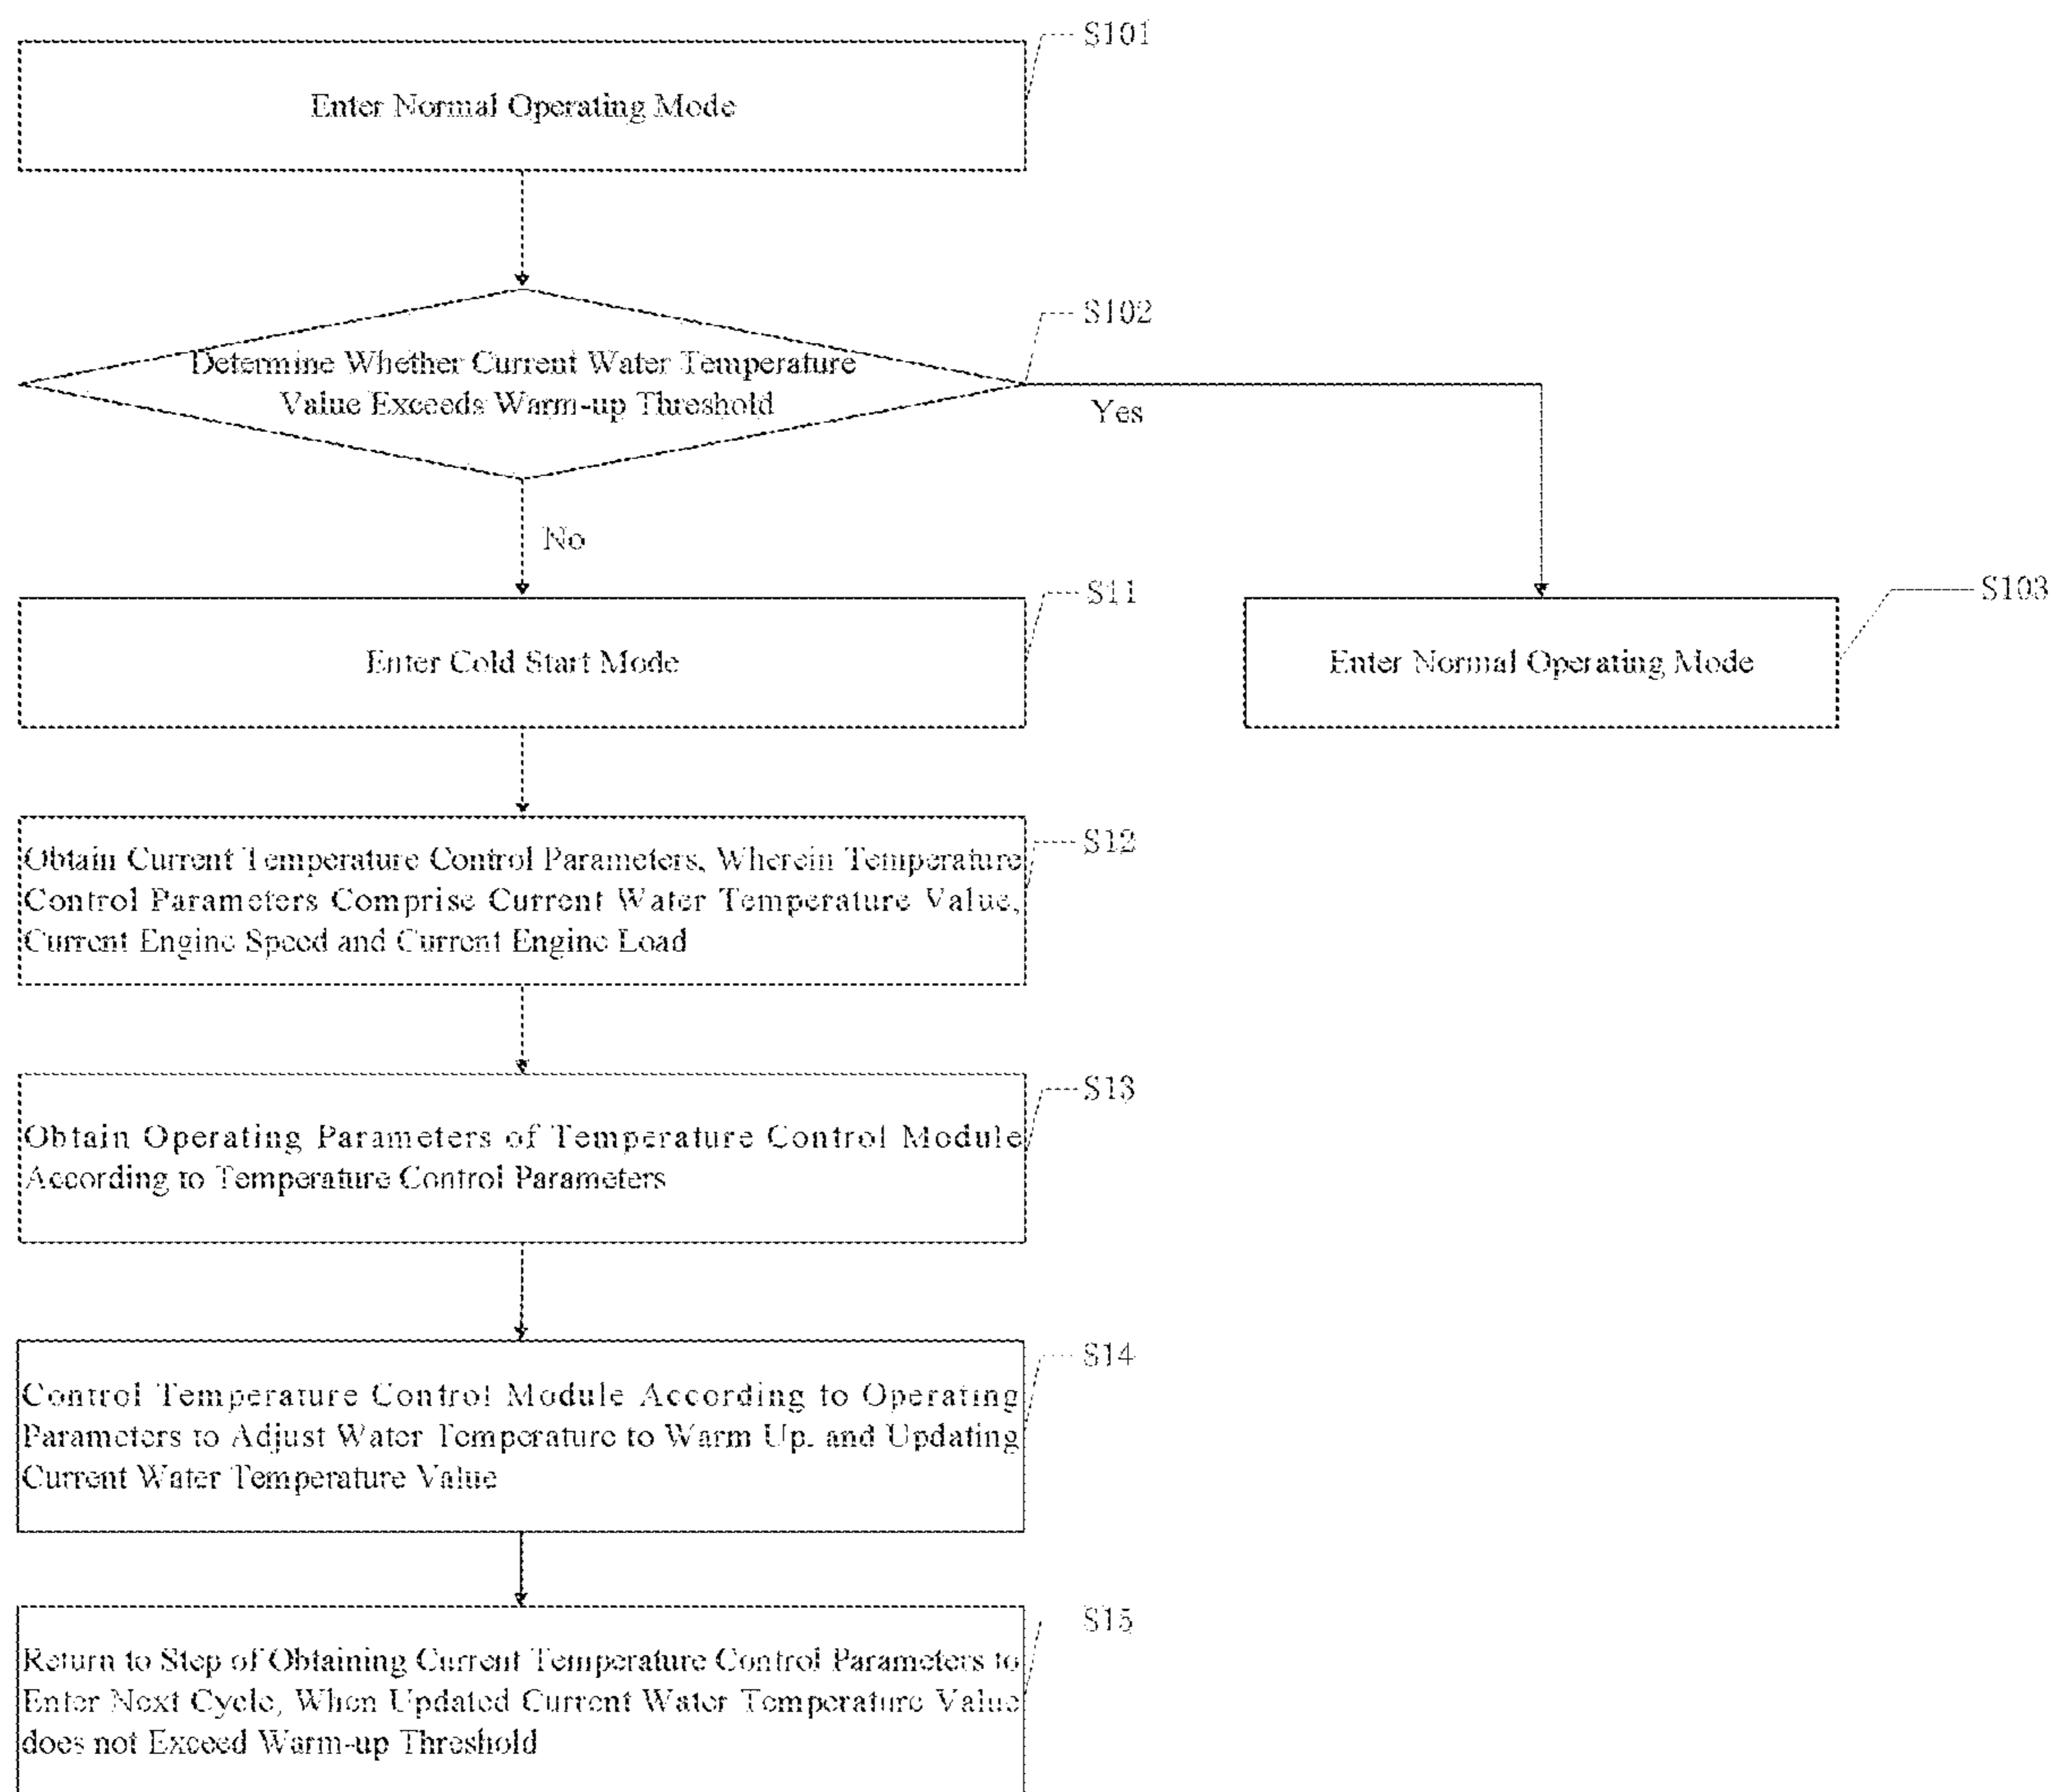 S101
Enter Normal Operating Mode
S102
Determine Whether Current Water Temperature
Value Exceeds Warm-up Threshold
Yes
No
S11
Enter Cold Start Mode
S103
Enter Normal Operating Mode
S12
Obtain Current Temperature Control Parameters, Wherein Temperature
Control Parameters Comprise Current Water Temperature Value,
Current Engine Speed and Current Engine Load
S13
Obtain Operating Parameters of Temperature Control Module
According to Temperature Control Parameters
S14
Control Temperature Control Module According to Operating
Parameters to Adjust Water Temperature to Warm Up, and Updating
Current Water Temperature Value
S15
Return to Step of Obtaining Current Temperature Control Parameters to
Enter Next Cycle, When Updated Current Water Temperature Value
does not Exceed Warm-up Threshold